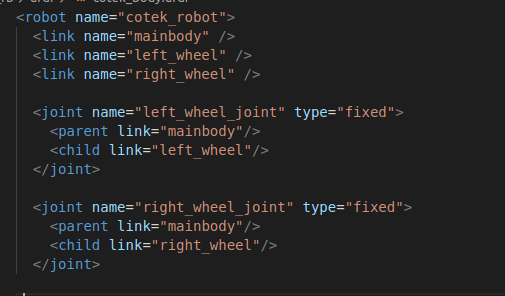 <robot name="cotek_robot">
<link name="mainbody" />
<link name="left_wheel" />
<link name="right_wheel" />
<joint name="left_wheel_joint" type="fixed">
<parent link="mainbody"/>
<child link="left_wheel"/>
</joint>
<joint name="right_wheel_joint" type="fixed">
<parent link="mainbody"/>
<child link="right_wheel"/>
</joint>